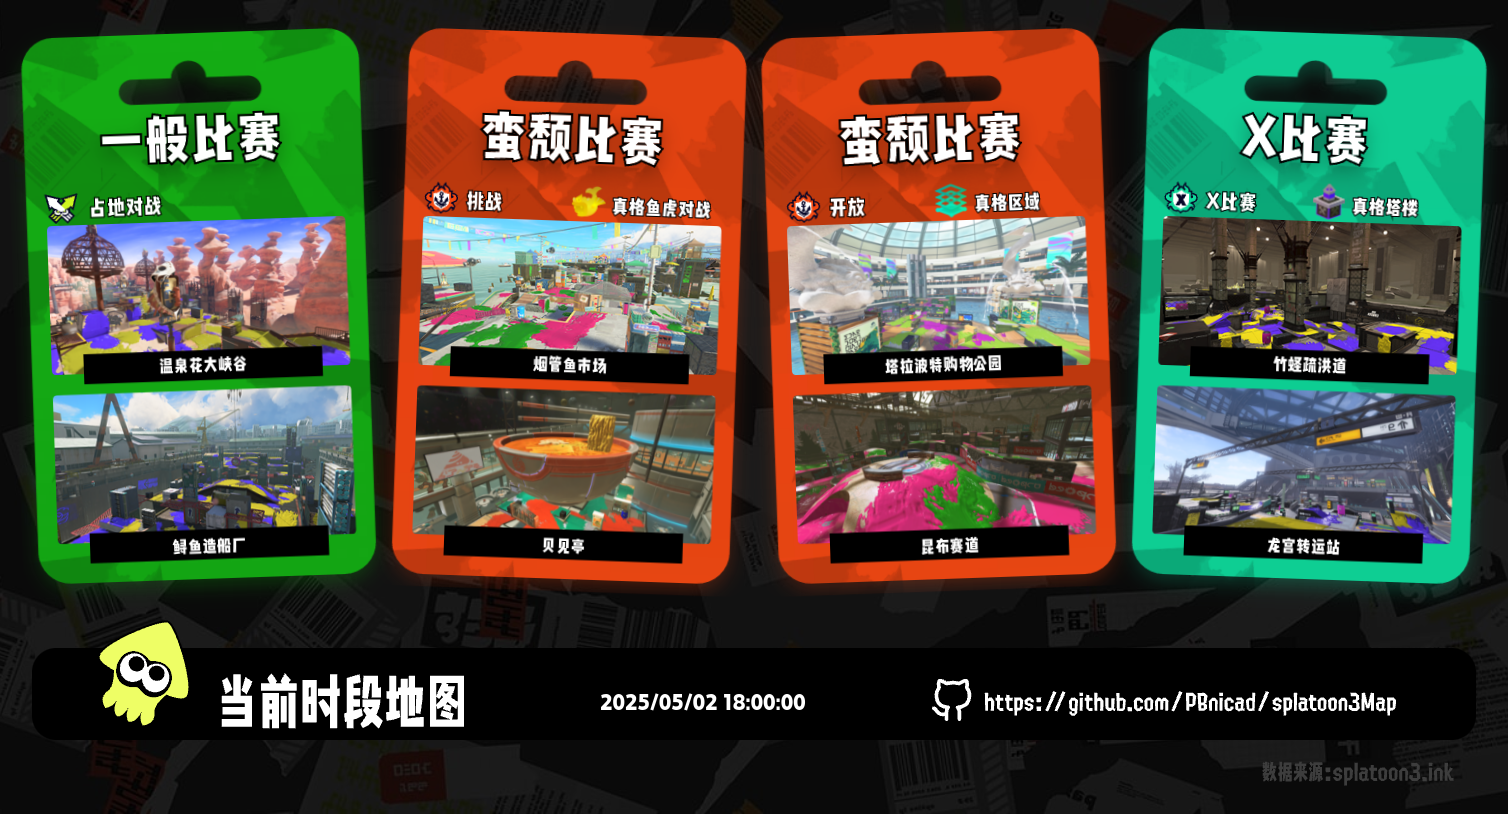 一般比赛
占地对战
温泉花大峡谷
鲟鱼造船厂
蛮颓比赛
挑战
真格鱼虎对战
烟管鱼市场
贝见亭
蛮颓比赛
开放
真格区域
塔拉波特购物公园
昆布赛道
X比赛
X比赛
真格塔楼
竹蛏疏洪道
龙宫转运站
当前时段地图
2025/05/02 18:00:00
https://github.com/PBnicad/splatoon3Map
数据来源:splatoon3.ink